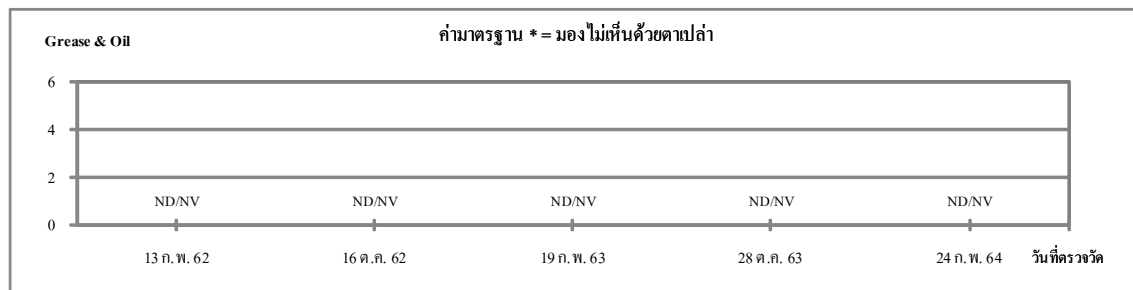 ค่ามาตรฐาน * = มองไม่เห็นด้วยตาเปล่า
Grease & Oil
6
4
2
ND/NV ND/NV ND/NV ND/NV ND/NV
0
13 ก.พ. 62 16 ต.ค. 62 19 ก.พ. 63 28 ต.ค. 63 24 ก.พ. 64 วันที่ตรวจวัด